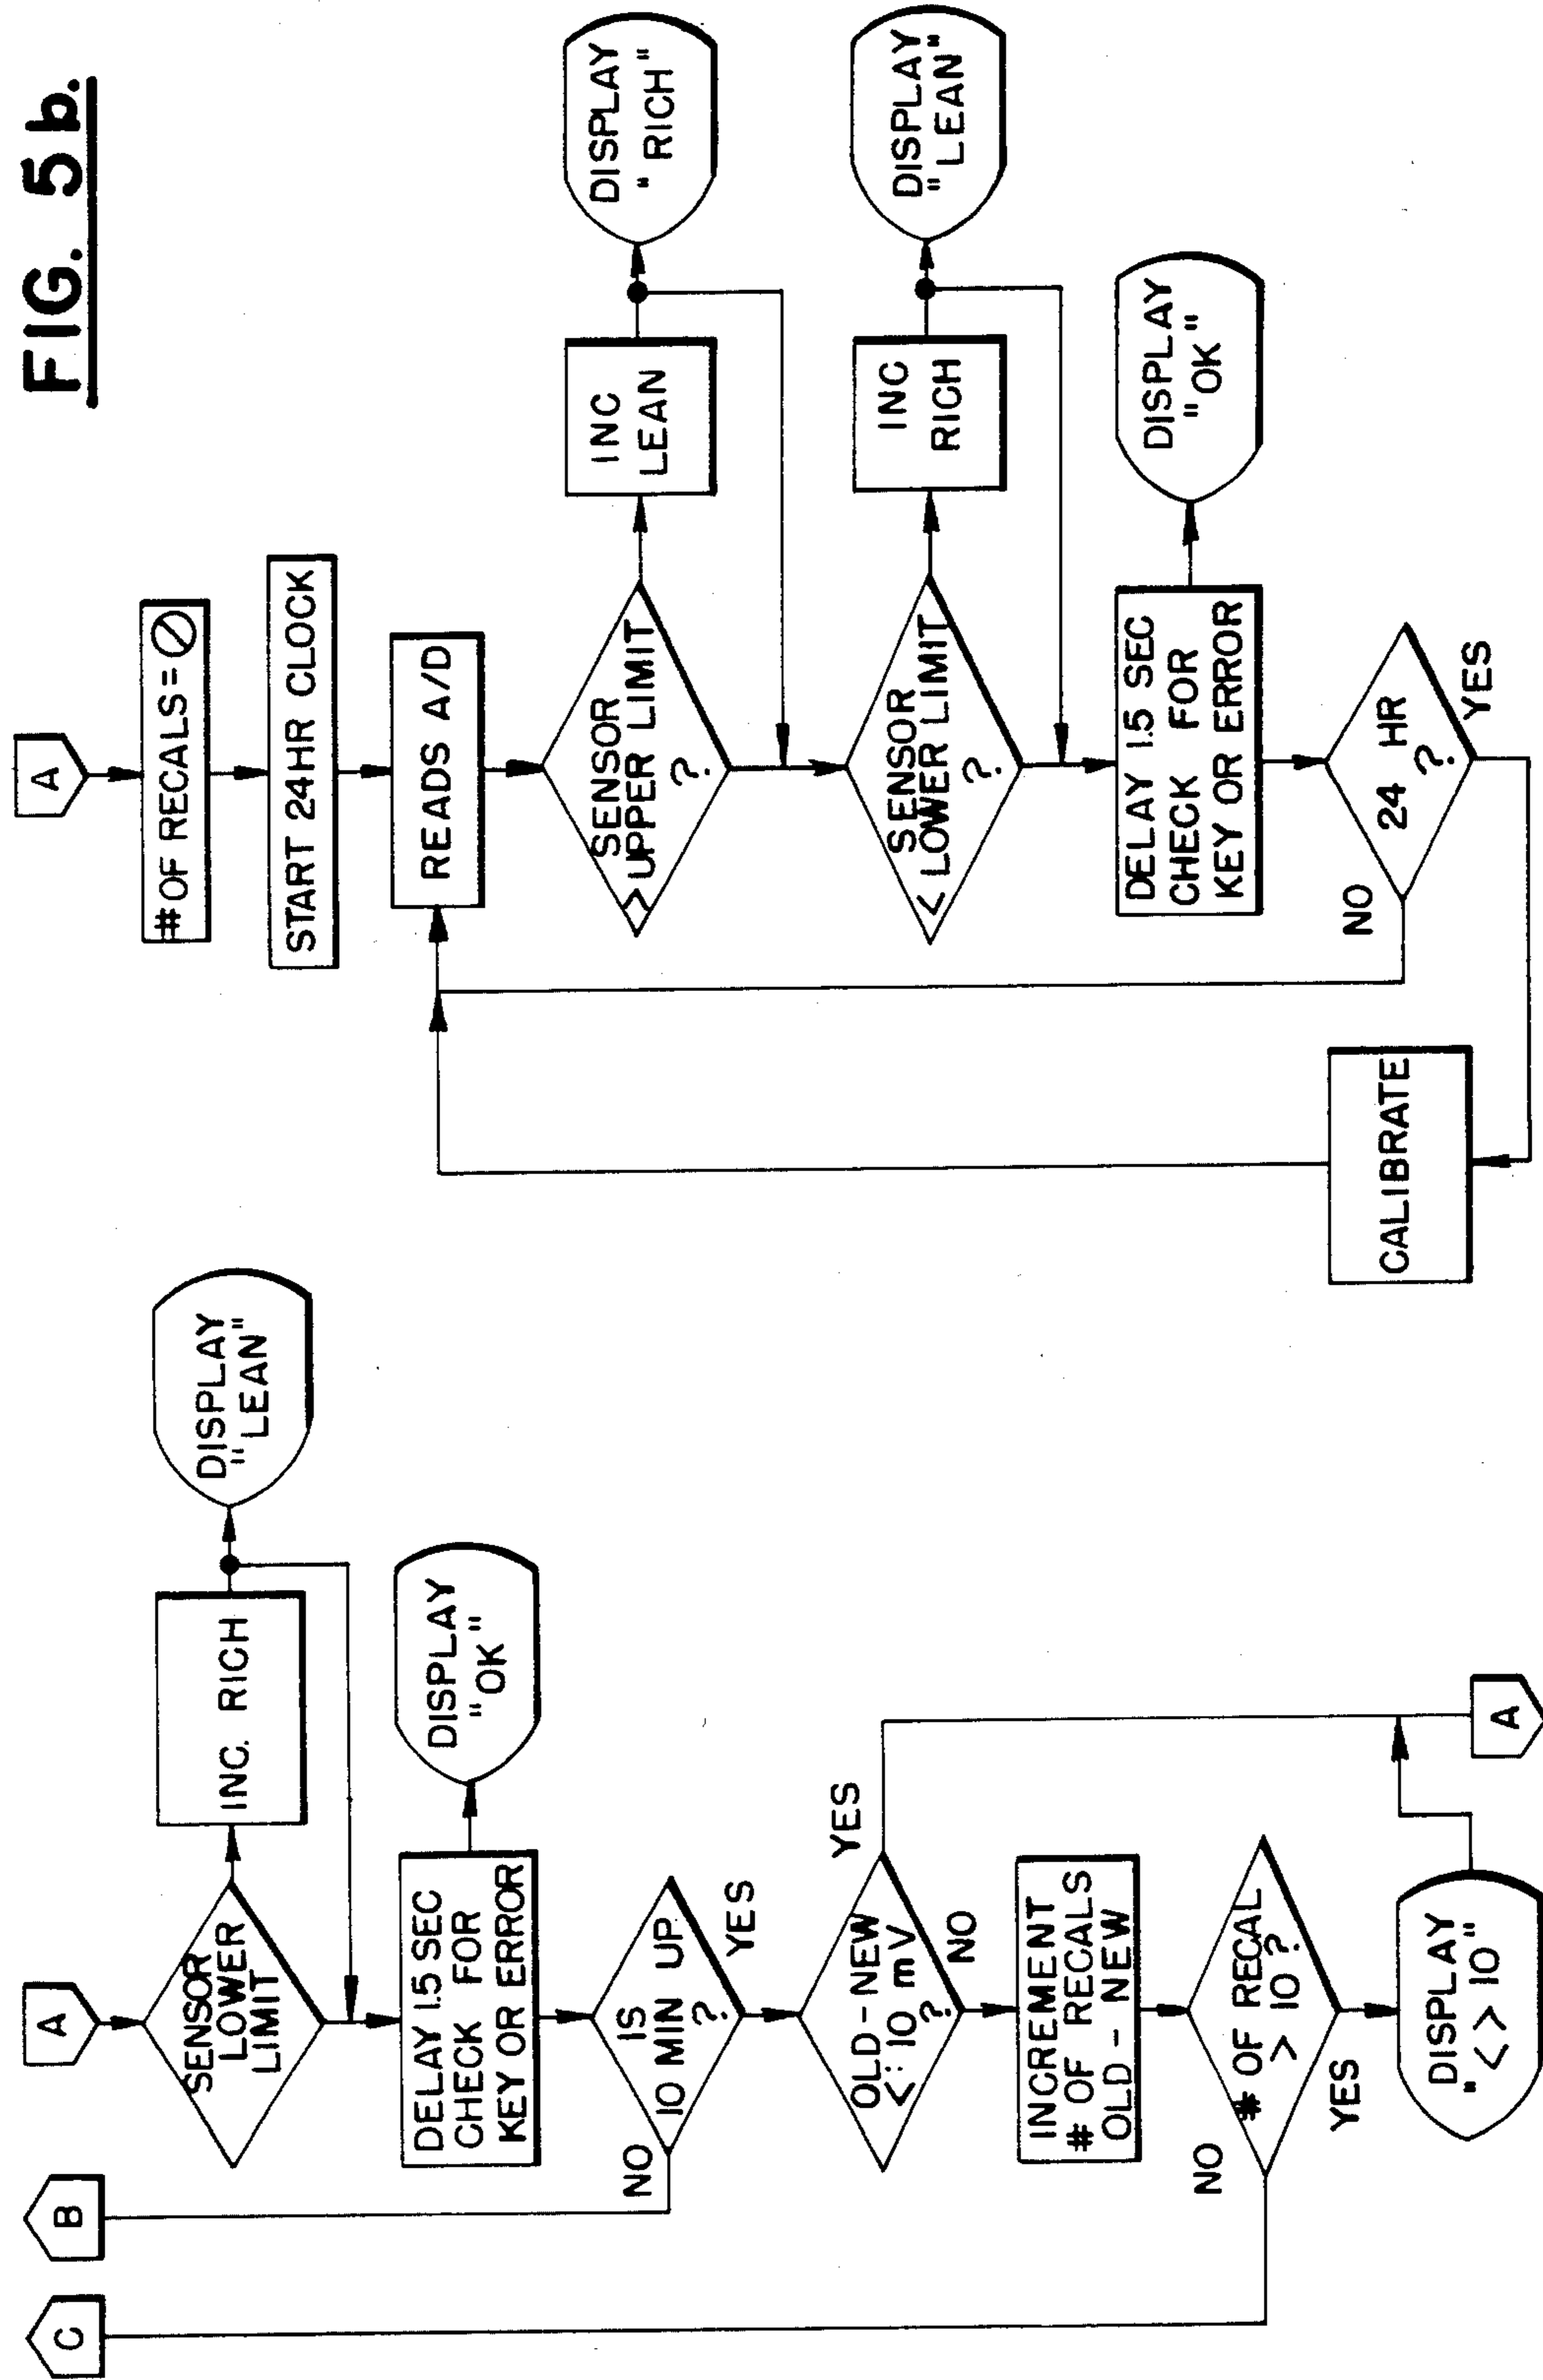 FIG. 5b.
A
SENSOR
LOWER
LIMIT
INC. RICH
DISPLAY
"LEAN"
DELAY 1.5 SEC
CHECK FOR
KEY OR ERROR
DISPLAY
"OK"
B
IS
10 MIN UP
?
NO
YES
OLD-NEW
<: 10 mV
?
YES
NO
INCREMENT
# OF RECALS
OLD - NEW
C
# OF RECAL
> 10 ?
NO
YES
DISPLAY
"< > 10"
A
A
# OF RECALS = ∅
START 24HR CLOCK
READS A/D
SENSOR
> UPPER LIMIT
?
INC
LEAN
DISPLAY
"RICH"
SENSOR
< LOWER LIMIT
?
INC
RICH
DISPLAY
"LEAN"
DELAY 1.5 SEC
CHECK FOR
KEY OR ERROR
DISPLAY
"OK"
24 HR
?
NO
YES
CALIBRATE